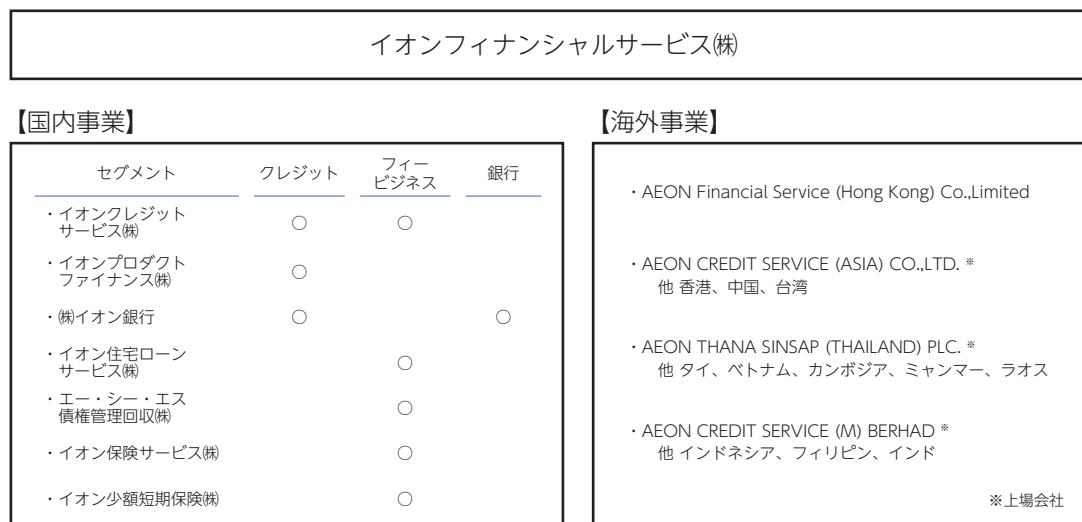 イオンフィナンシャルサービス㈱
【国内事業】
セグメント クレジット フィー
ビジネス 銀行
・イオンクレジット
サービス㈱ ○ ○
・イオンプロダクト
ファイナンス㈱ ○
・㈱イオン銀行 ○ ○
・イオン住宅ローン
サービス㈱ ○
・エー・シー・エス
債権管理回収㈱ ○
・イオン保険サービス㈱ ○
・イオン少額短期保険㈱ ○
【海外事業】
・AEON Financial Service (Hong Kong) Co.,Limited
・AEON CREDIT SERVICE (ASIA) CO.,LTD. ※
他 香港、中国、台湾
・AEON THANA SINSAP (THAILAND) PLC. ※
他 タイ、ベトナム、カンボジア、ミャンマー、ラオス
・AEON CREDIT SERVICE (M) BERHAD ※
他 インドネシア、フィリピン、インド
※上場会社